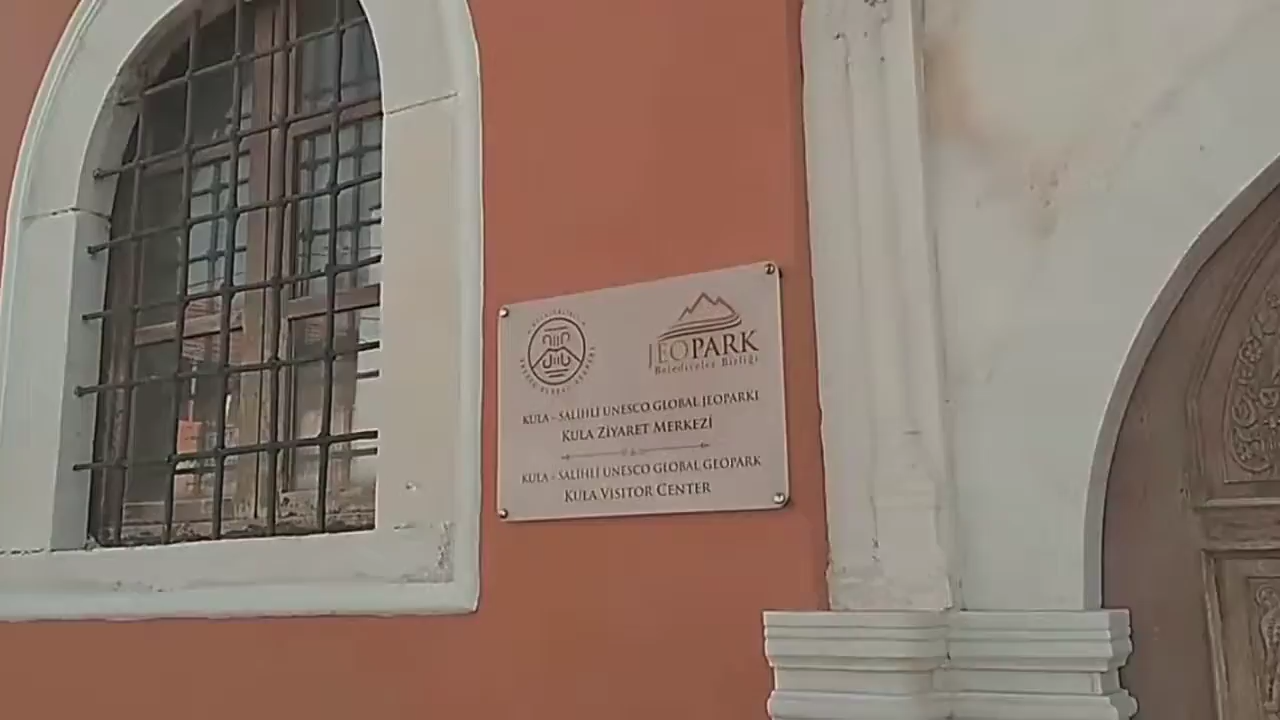 JEOPARK
Belediyeler Birliği
KULA - SALİHLİ UNESCO GLOBAL JEOPARKI
KULA ZİYARET MERKEZİ
KULA - SALİHLİ UNESCO GLOBAL GEOPARK
KULA VISITOR CENTER